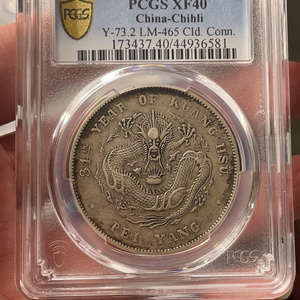 PCGS XF40
China-Chihli
Y-73.2 LM-465 Cld. Conn.
173437.40/44936581
34TH YEAR OF KUANG HSU
PEI YANG
PCGS